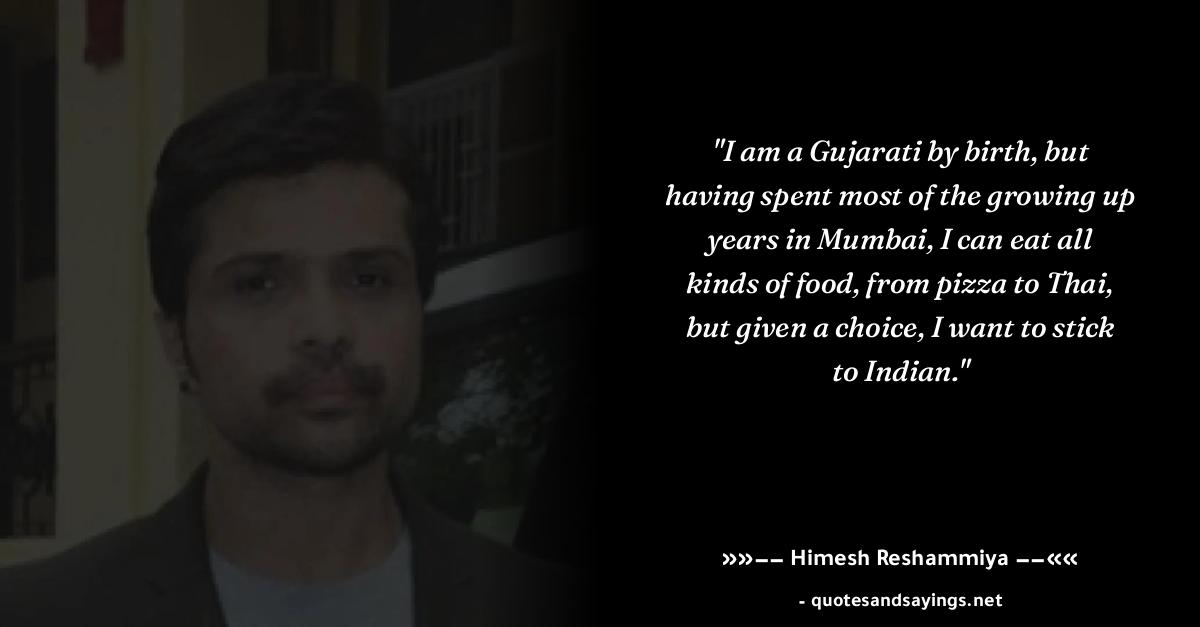 "I am a Gujarati by birth, but
having spent most of the growing up
years in Mumbai, I can eat all
kinds of food, from pizza to Thai,
but given a choice, I want to stick
to Indian."
»»−− Himesh Reshammiya −−««
- quotesandsayings.net